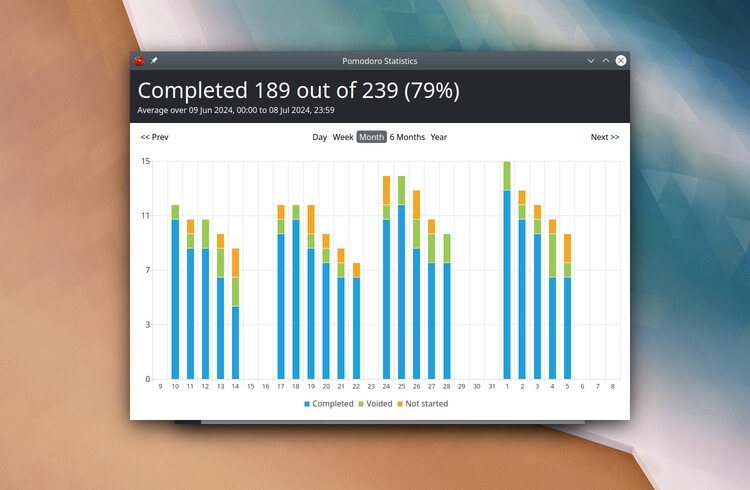 Pomodoro Statistics
Completed 189 out of 239 (79%)
Average over 09 Jun 2024, 00:00 to 08 Jul 2024, 23:59
<< Prev Day Week Month 6 Months Year Next >>
15
11
7
3
0
9 10 11 12 13 14 15 16 17 18 19 20 21 22 23 24 25 26 27 28 29 30 31 1 2 3 4 5 6 7 8
Completed Voided Not started